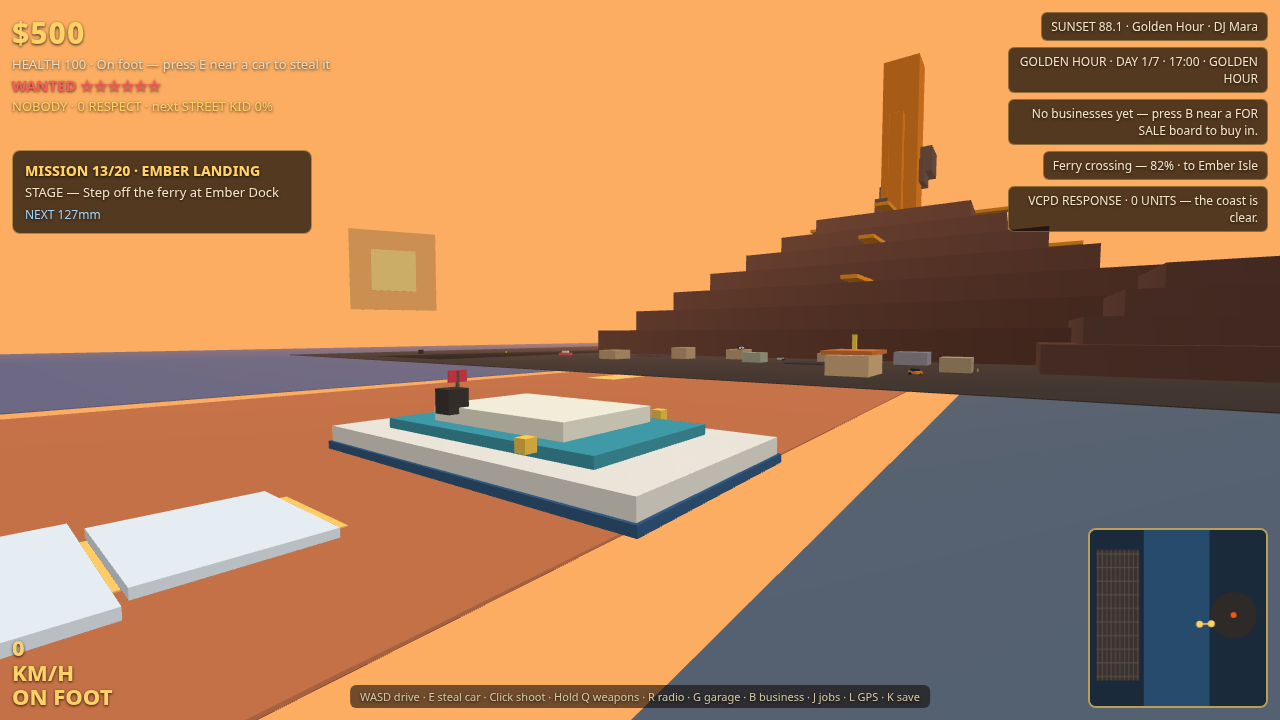 $500
HEALTH 100 · On foot — press E near a car to steal it
WANTED ☆☆☆☆☆☆
NOBODY · 0 RESPECT · next STREET KID 0%
MISSION 13/20 · EMBER LANDING
STAGE — Step off the ferry at Ember Dock
NEXT 127mm
SUNSET 88.1 · Golden Hour · DJ Mara
GOLDEN HOUR · DAY 1/7 · 17:00 · GOLDEN
HOUR
No businesses yet — press B near a FOR
SALE board to buy in.
Ferry crossing — 82% · to Ember Isle
VCPD RESPONSE · 0 UNITS — the coast is
clear.
0
KM/H
ON FOOT
WASD drive · E steal car · Click shoot · Hold Q weapons · R radio · G garage · B business · J jobs · L GPS · K save